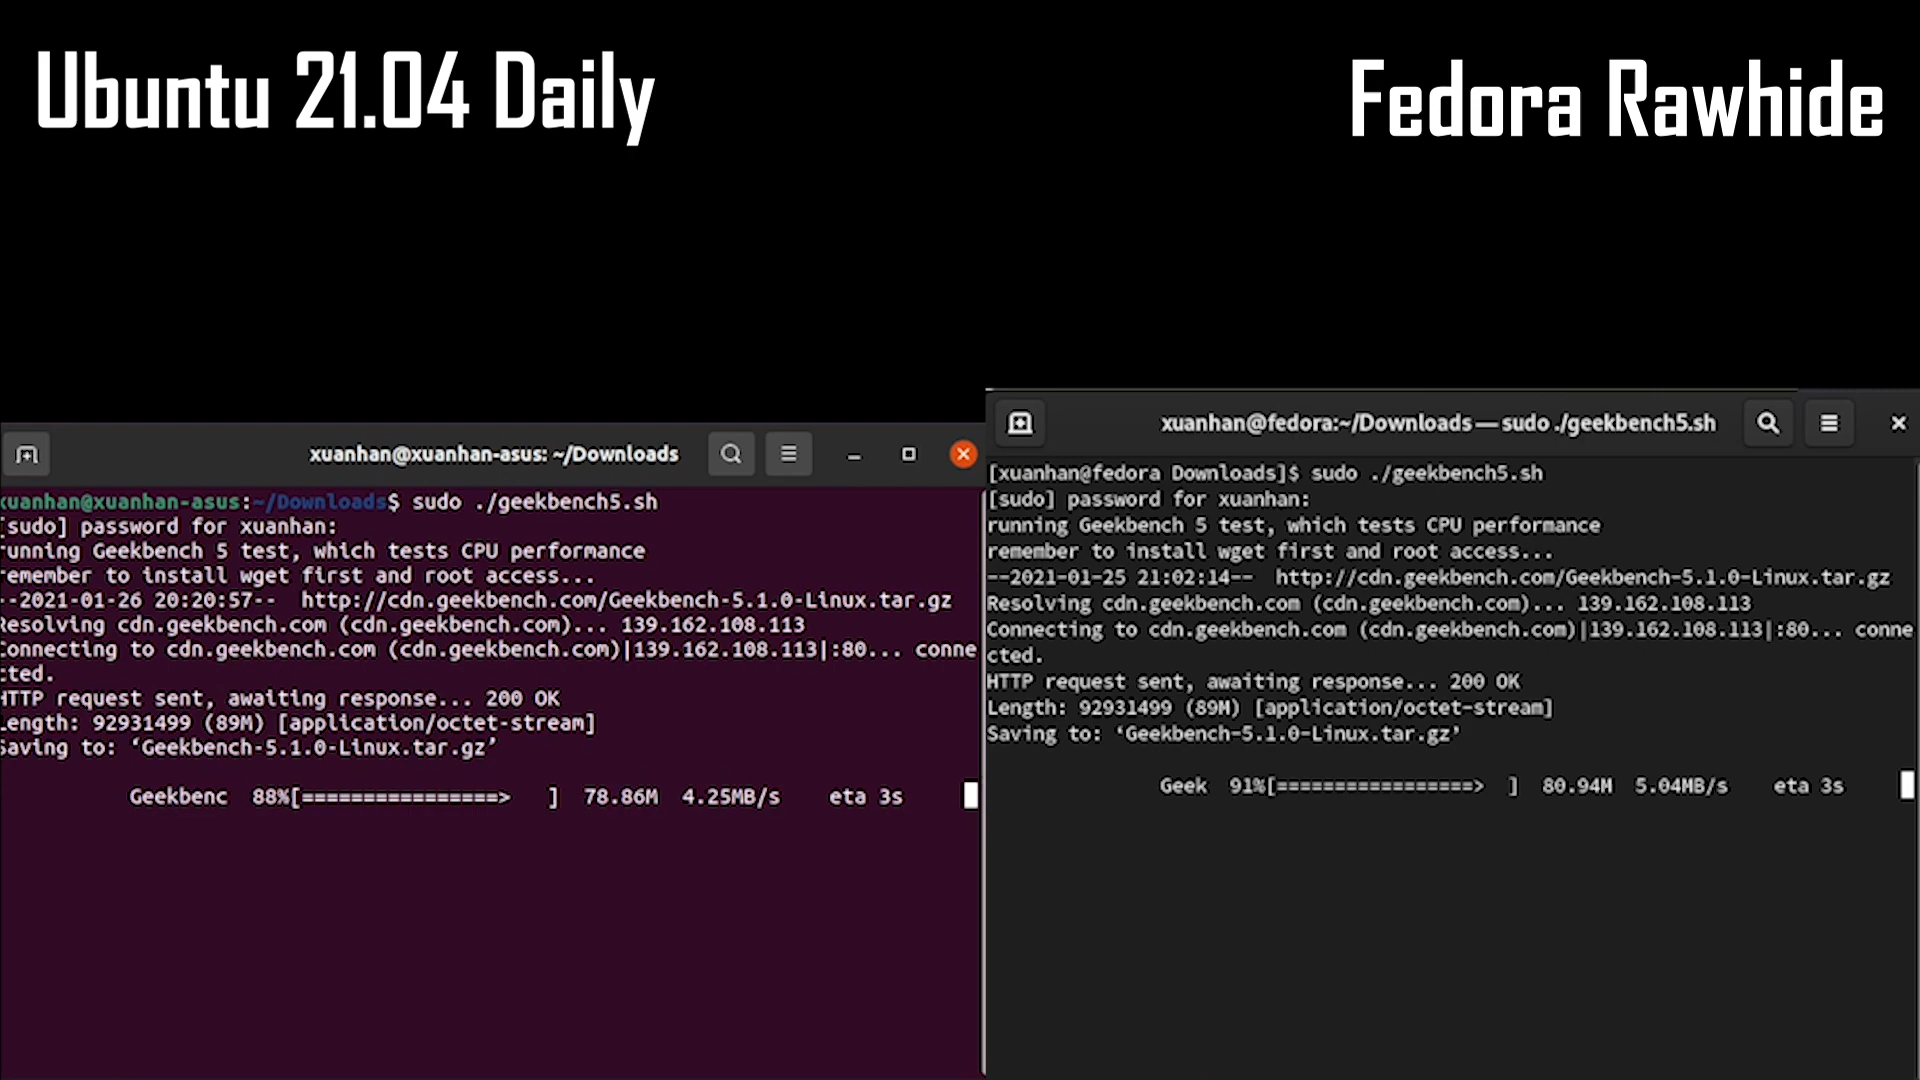 Ubuntu 21.04 Daily
Fedora Rawhide
xuanhan@xuanhan-asus: ~/Downloads
xuanhan@xuanhan-asus:~/Downloads$ sudo ./geekbench5.sh
[sudo] password for xuanhan:
running Geekbench 5 test, which tests CPU performance
remember to install wget first and root access...
--2021-01-26 20:20:57-- http://cdn.geekbench.com/Geekbench-5.1.0-Linux.tar.gz
Resolving cdn.geekbench.com (cdn.geekbench.com)... 139.162.108.113
Connecting to cdn.geekbench.com (cdn.geekbench.com)|139.162.108.113|:80... conne
cted.
HTTP request sent, awaiting response... 200 OK
Length: 92931499 (89M) [application/octet-stream]
Saving to: ‘Geekbench-5.1.0-Linux.tar.gz’
Geekbenc 88%[================> ] 78.86M 4.25MB/s eta 3s
xuanhan@fedora:~/Downloads — sudo ./geekbench5.sh
[xuanhan@fedora Downloads]$ sudo ./geekbench5.sh
[sudo] password for xuanhan:
running Geekbench 5 test, which tests CPU performance
remember to install wget first and root access...
--2021-01-25 21:02:14-- http://cdn.geekbench.com/Geekbench-5.1.0-Linux.tar.gz
Resolving cdn.geekbench.com (cdn.geekbench.com)... 139.162.108.113
Connecting to cdn.geekbench.com (cdn.geekbench.com)|139.162.108.113|:80... conne
cted.
HTTP request sent, awaiting response... 200 OK
Length: 92931499 (89M) [application/octet-stream]
Saving to: ‘Geekbench-5.1.0-Linux.tar.gz’
Geek 91%[=================> ] 80.94M 5.04MB/s eta 3s